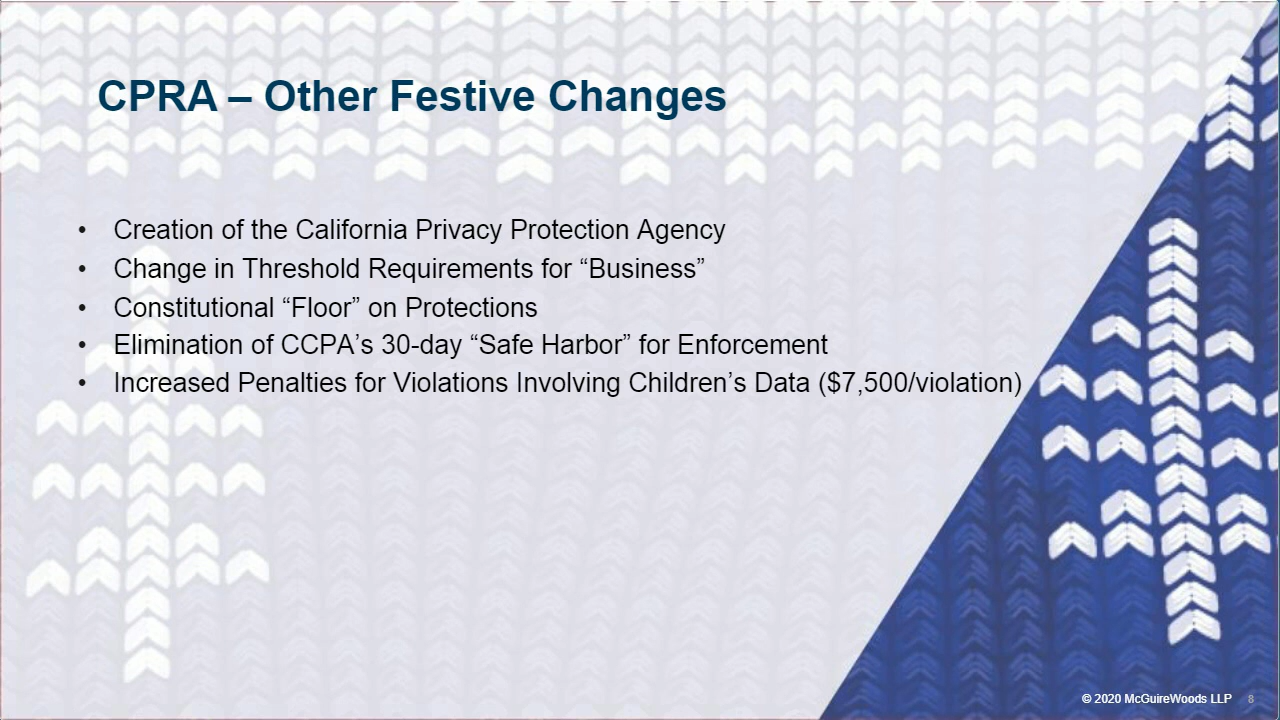 CPRA – Other Festive Changes
• Creation of the California Privacy Protection Agency
• Change in Threshold Requirements for “Business”
• Constitutional “Floor” on Protections
• Elimination of CCPA’s 30-day “Safe Harbor” for Enforcement
• Increased Penalties for Violations Involving Children’s Data ($7,500/violation)
© 2020 McGuireWoods LLP 8